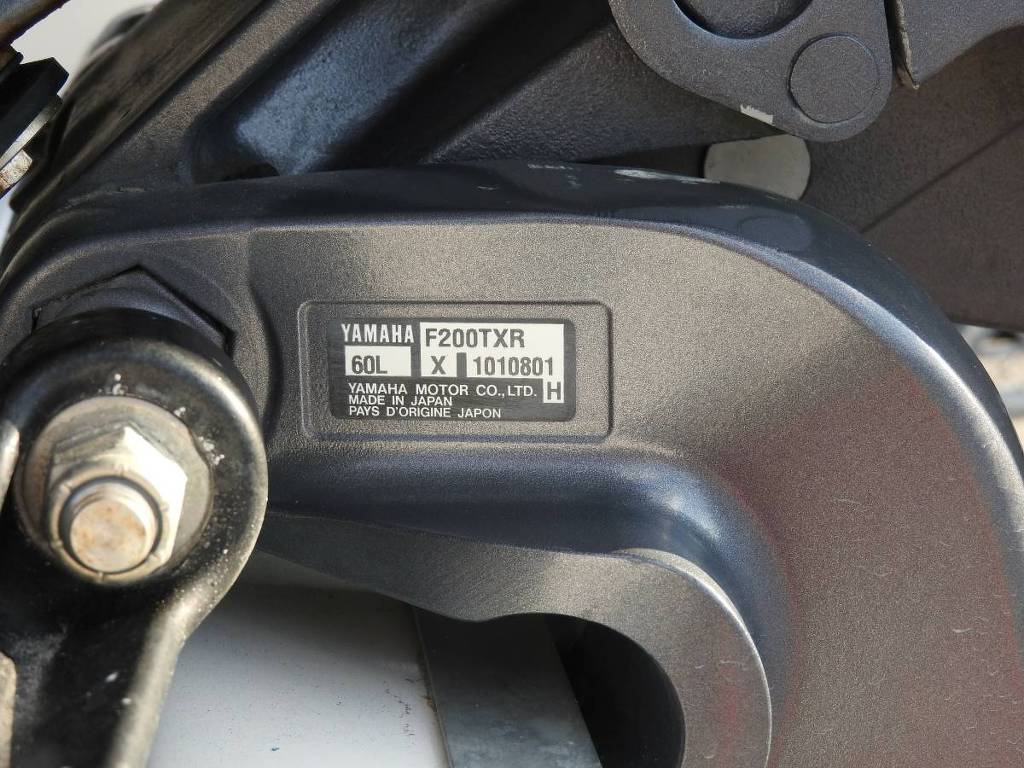 YAMAHA F200TXR
60L X 1010801
YAMAHA MOTOR CO.,LTD. H
MADE IN JAPAN
PAYS D'ORIGINE JAPON